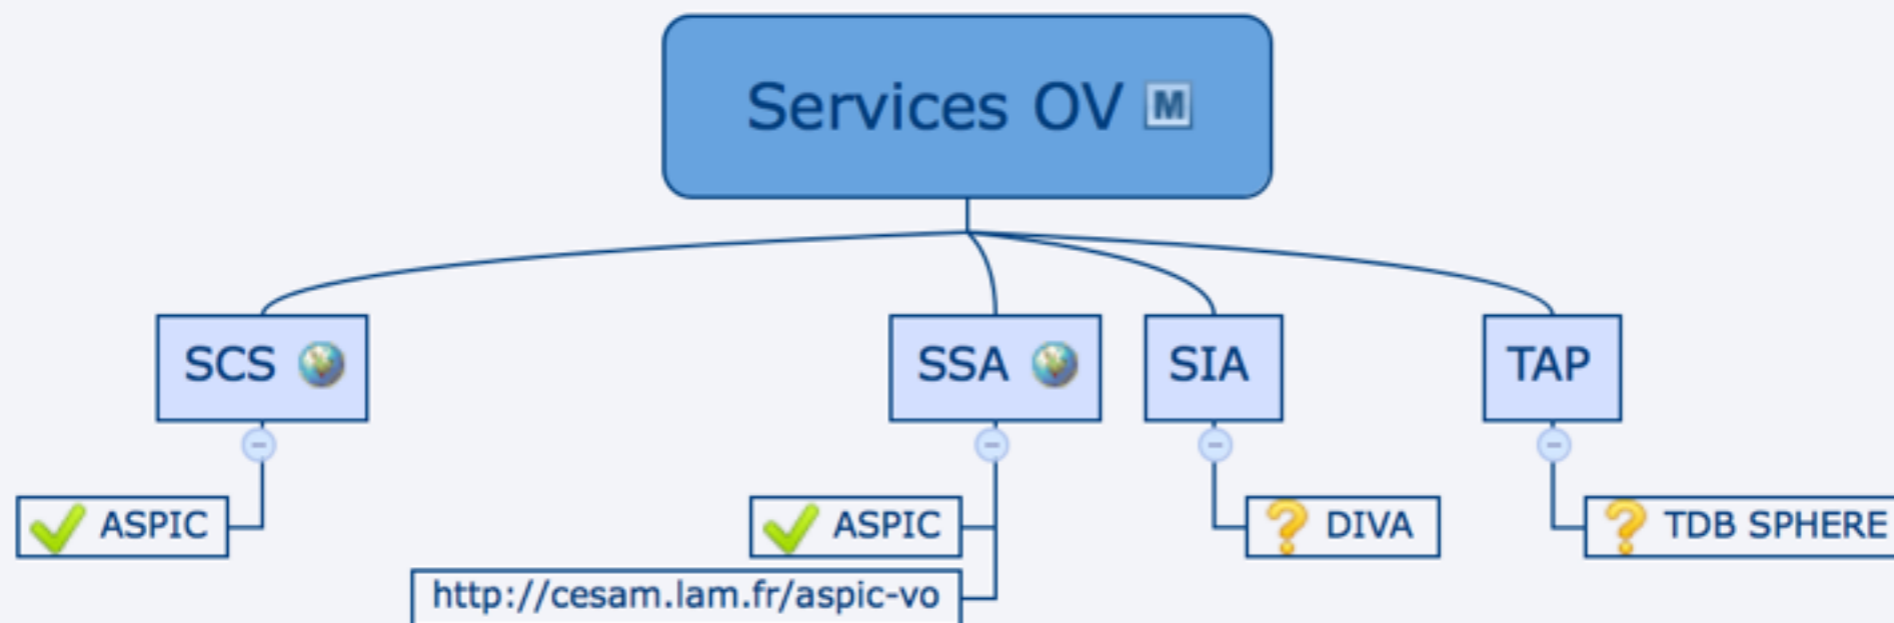 Services OV M
SCS
SSA
SIA
TAP
ASPIC
ASPIC
DIVA
TDB SPHERE
http://cesam.lam.fr/aspic-vo